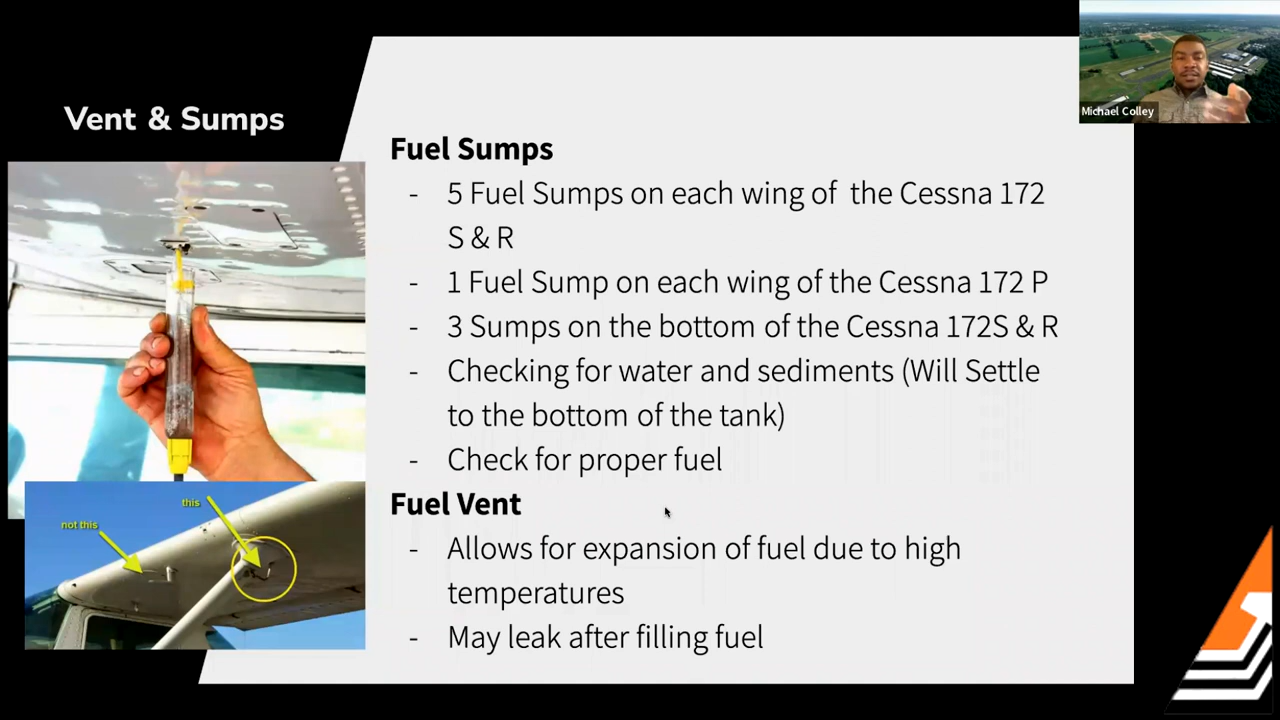 Vent & Sumps
Michael Colley
Fuel Sumps
- 5 Fuel Sumps on each wing of the Cessna 172
S & R
- 1 Fuel Sump on each wing of the Cessna 172 P
- 3 Sumps on the bottom of the Cessna 172S & R
- Checking for water and sediments (Will Settle
to the bottom of the tank)
- Check for proper fuel
Fuel Vent
- Allows for expansion of fuel due to high
temperatures
- May leak after filling fuel
this
not this